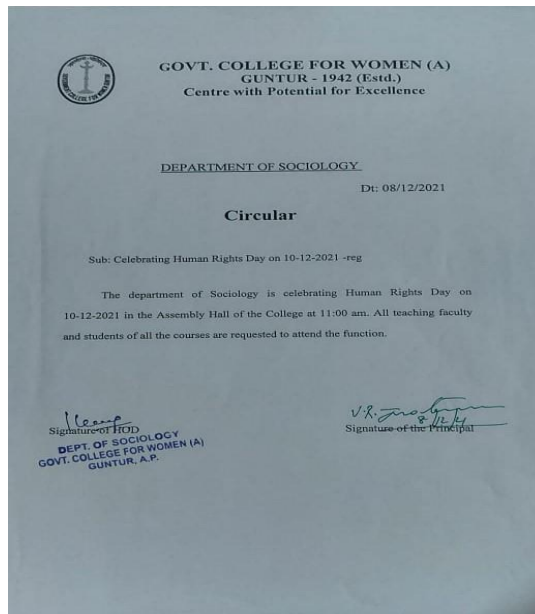 GOVT. COLLEGE FOR WOMEN (A)
GUNTUR - 1942 (Estd.)
Centre with Potential for Excellence
DEPARTMENT OF SOCIOLOGY
Dt: 08/12/2021
Circular
Sub: Celebrating Human Rights Day on 10-12-2021 -reg
The department of Sociology is celebrating Human Rights Day on
10-12-2021 in the Assembly Hall of the College at 11:00 am. All teaching faculty
and students of all the courses are requested to attend the function.
V.R.
8/12/21
Signature of HOD
Signature of the Principal
DEPT. OF SOCIOLOGY
GOVT. COLLEGE FOR WOMEN (A)
GUNTUR, A.P.